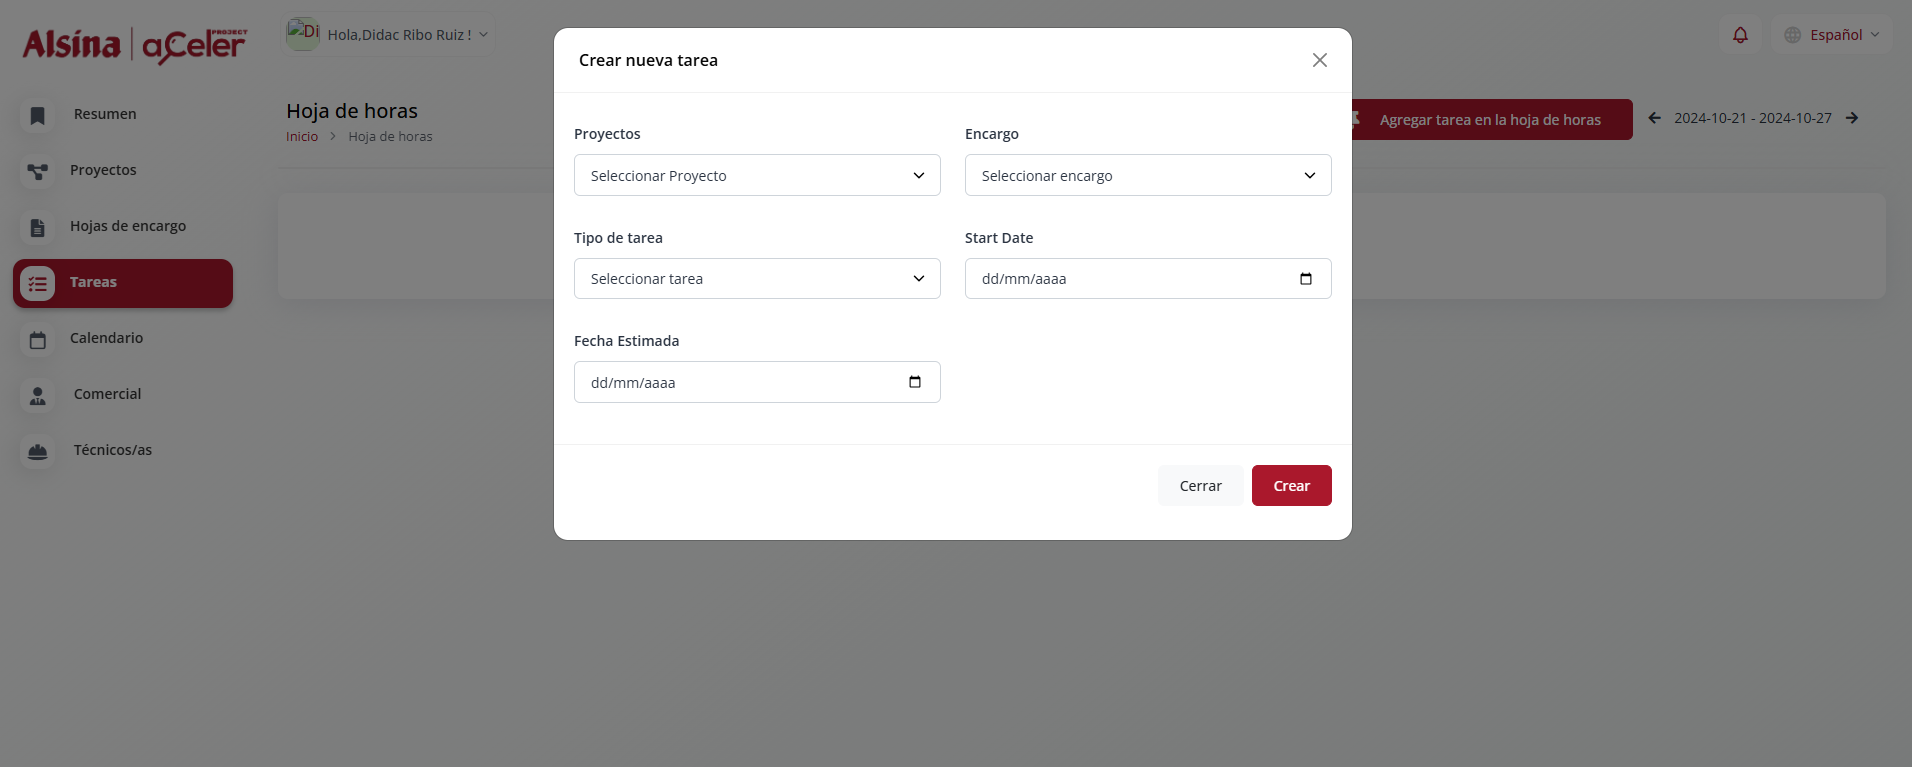 Alsina | aCeler PROJECT
Di
Hola,Didac Ribo Ruiz !
Español
Resumen
Proyectos
Hojas de encargo
Tareas
Calendario
Comercial
Técnicos/as
Hoja de horas
Inicio > Hoja de horas
Agregar tarea en la hoja de horas
2024-10-21 - 2024-10-27
Crear nueva tarea
Proyectos
Seleccionar Proyecto
Encargo
Seleccionar encargo
Tipo de tarea
Seleccionar tarea
Start Date
dd/mm/aaaa
Fecha Estimada
dd/mm/aaaa
Cerrar
Crear